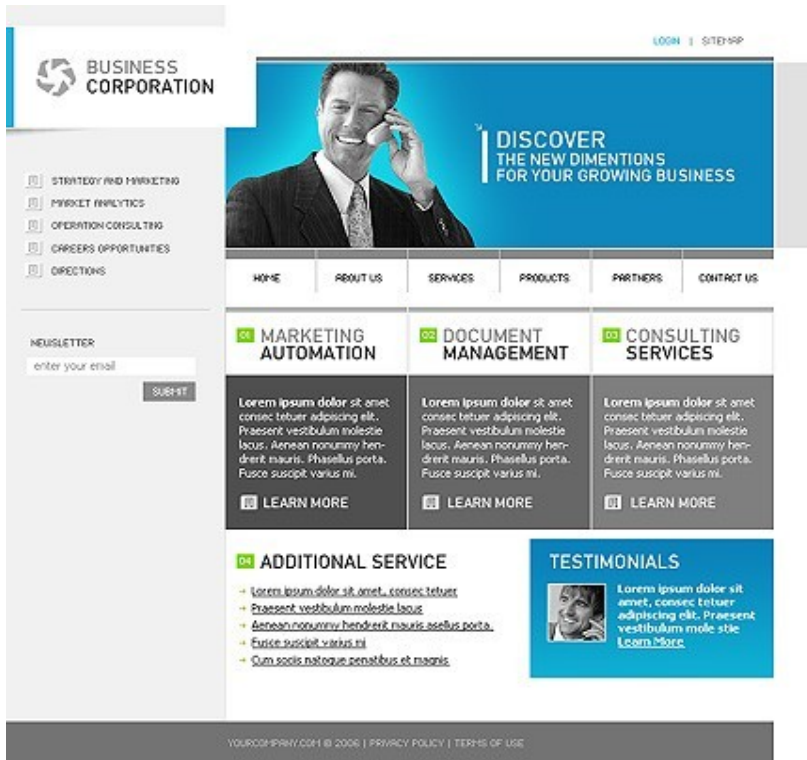 LOGIN | SITEMAP
BUSINESS
CORPORATION
DISCOVER
THE NEW DIMENTIONS
FOR YOUR GROWING BUSINESS
STRATEGY AND MARKETING
MARKET ANALYTICS
OPERATION CONSULTING
CAREERS OPPORTUNITIES
DIRECTIONS
NEWSLETTER
enter your email
SUBMIT
HOME ABOUT US SERVICES PRODUCTS PARTNERS CONTACT US
01 MARKETING
AUTOMATION
Lorem ipsum dolor sit amet
consec tetuer adipiscing elit.
Praesent vestibulum molestie
lacus. Aenean nonummy hen-
drerit mauris. Phasellus porta.
Fusce suscipit varius mi.
LEARN MORE
02 DOCUMENT
MANAGEMENT
Lorem ipsum dolor sit amet
consec tetuer adipiscing elit.
Praesent vestibulum molestie
lacus. Aenean nonummy hen-
drerit mauris. Phasellus porta.
Fusce suscipit varius mi.
LEARN MORE
03 CONSULTING
SERVICES
Lorem ipsum dolor sit amet
consec tetuer adipiscing elit.
Praesent vestibulum molestie
lacus. Aenean nonummy hen-
drerit mauris. Phasellus porta.
Fusce suscipit varius mi.
LEARN MORE
04 ADDITIONAL SERVICE
Lorem ipsum dolor sit amet, consec tetuer
Praesent vestibulum molestie lacus
Aenean nonummy hendrerit mauris asellus porta.
Fusce suscipit varius mi
Cum sociis natoque penatibus et magnis
TESTIMONIALS
Lorem ipsum dolor sit
amet, consec tetuer
adipiscing elit. Praesent
vestibulum mole stie
Learn More
YOURCOMPANY.COM © 2006 | PRIVACY POLICY | TERMS OF USE